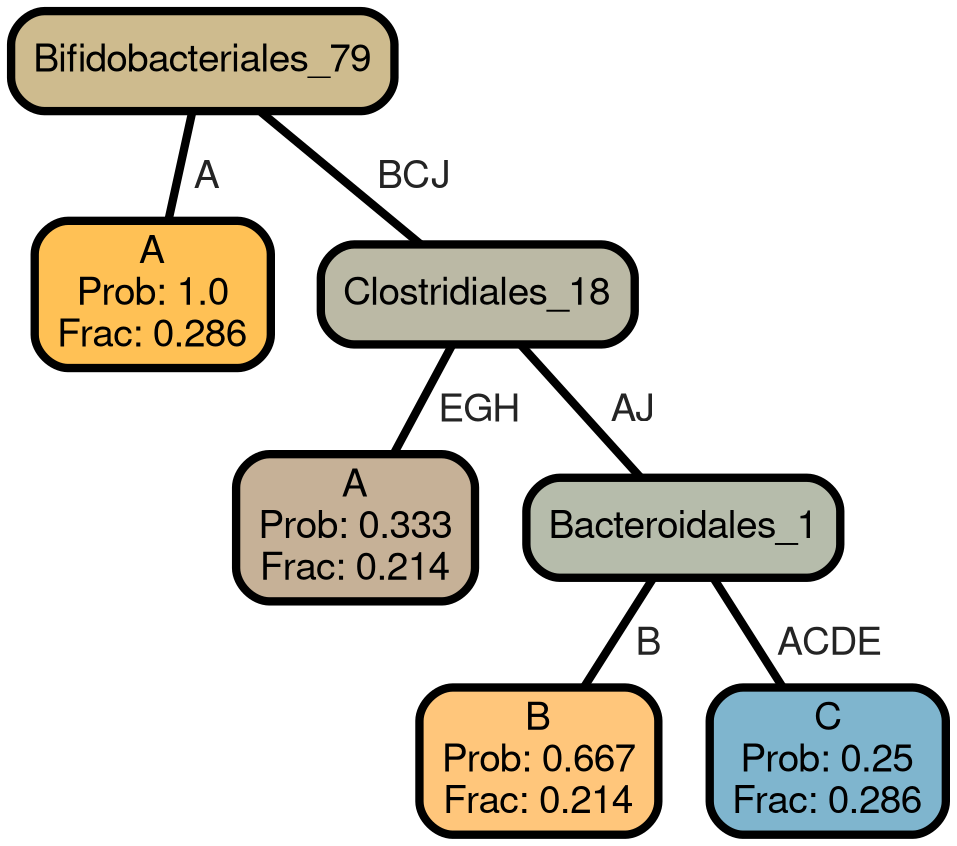 Bifidobacteriales_79
A
BCJ
A
Prob: 1.0
Frac: 0.286
Clostridiales_18
EGH
AJ
A
Prob: 0.333
Frac: 0.214
Bacteroidales_1
B
ACDE
B
Prob: 0.667
Frac: 0.214
C
Prob: 0.25
Frac: 0.286